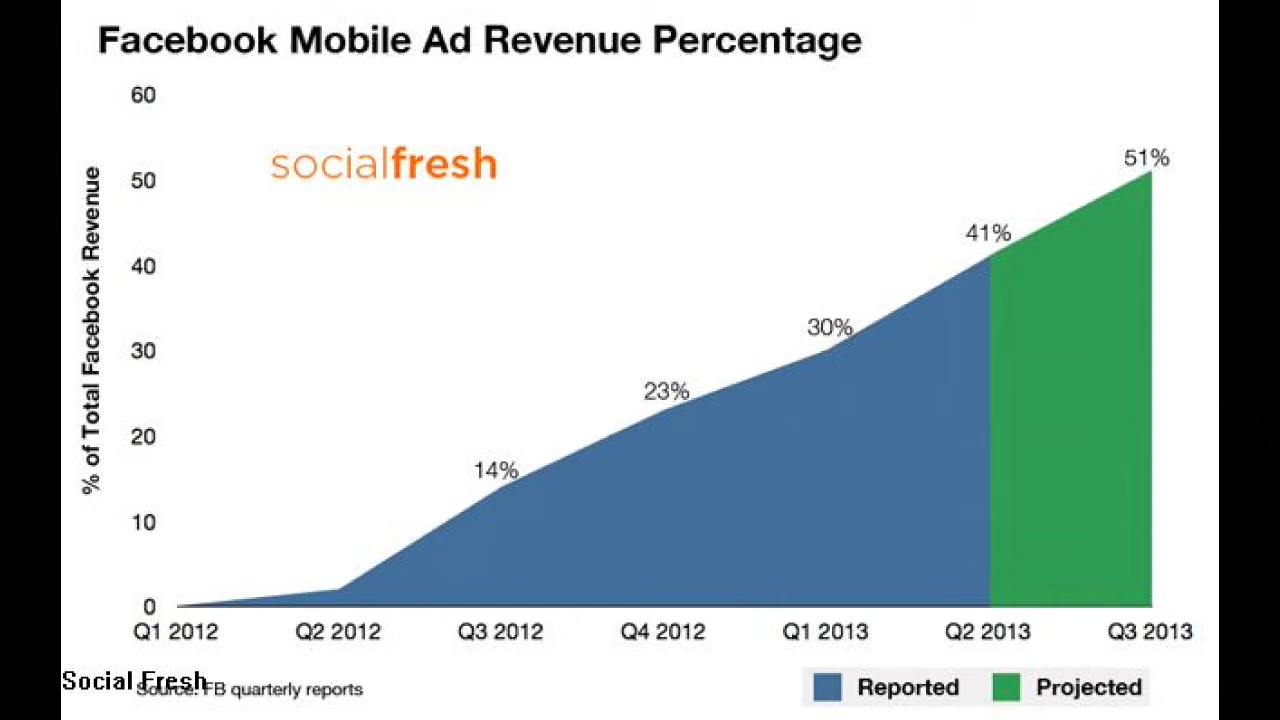 Facebook Mobile Ad Revenue Percentage
60
socialfresh
50
40
30
20
10
0
% of Total Facebook Revenue
14%
23%
30%
41%
51%
Q1 2012 Q2 2012 Q3 2012 Q4 2012 Q1 2013 Q2 2013 Q3 2013
Social Fresh
Source: FB quarterly reports
Reported Projected